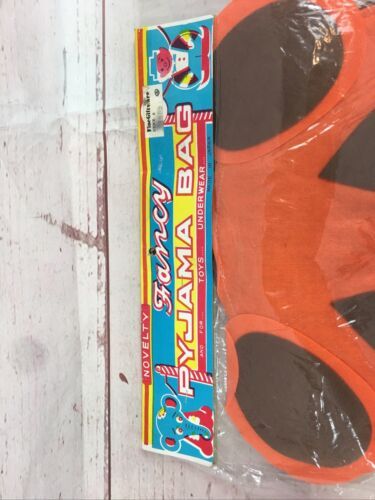 NOVELTY
Fancy
PYJAMA BAG
AND FOR... TOYS... UNDERWEAR...